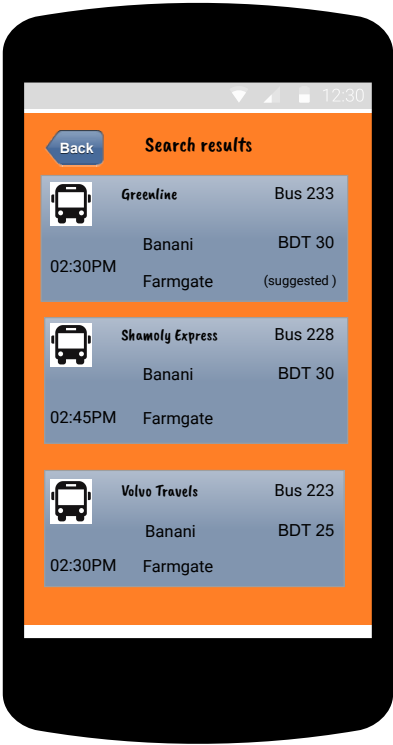 12:30
Back Search results
Greenline Bus 233
Banani BDT 30
02:30PM
Farmgate (suggested )
Shamoly Express Bus 228
Banani BDT 30
02:45PM Farmgate
Volvo Travels Bus 223
Banani BDT 25
02:30PM Farmgate